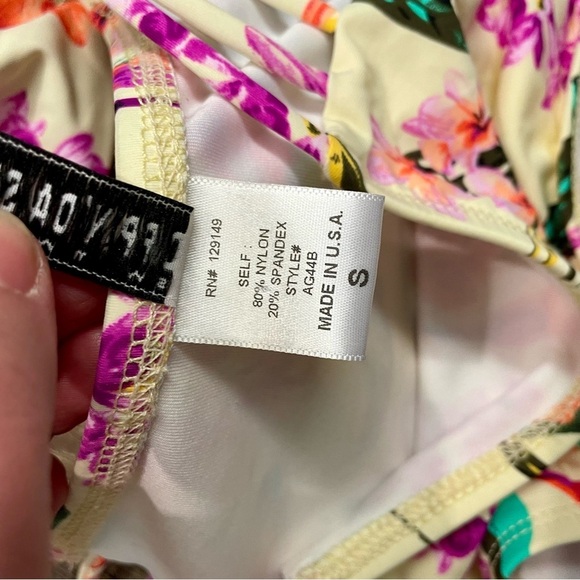 RN# 129149
SELF :
80% NYLON
20% SPANDEX
STYLE#
AG44B
MADE IN U.S.A.
S